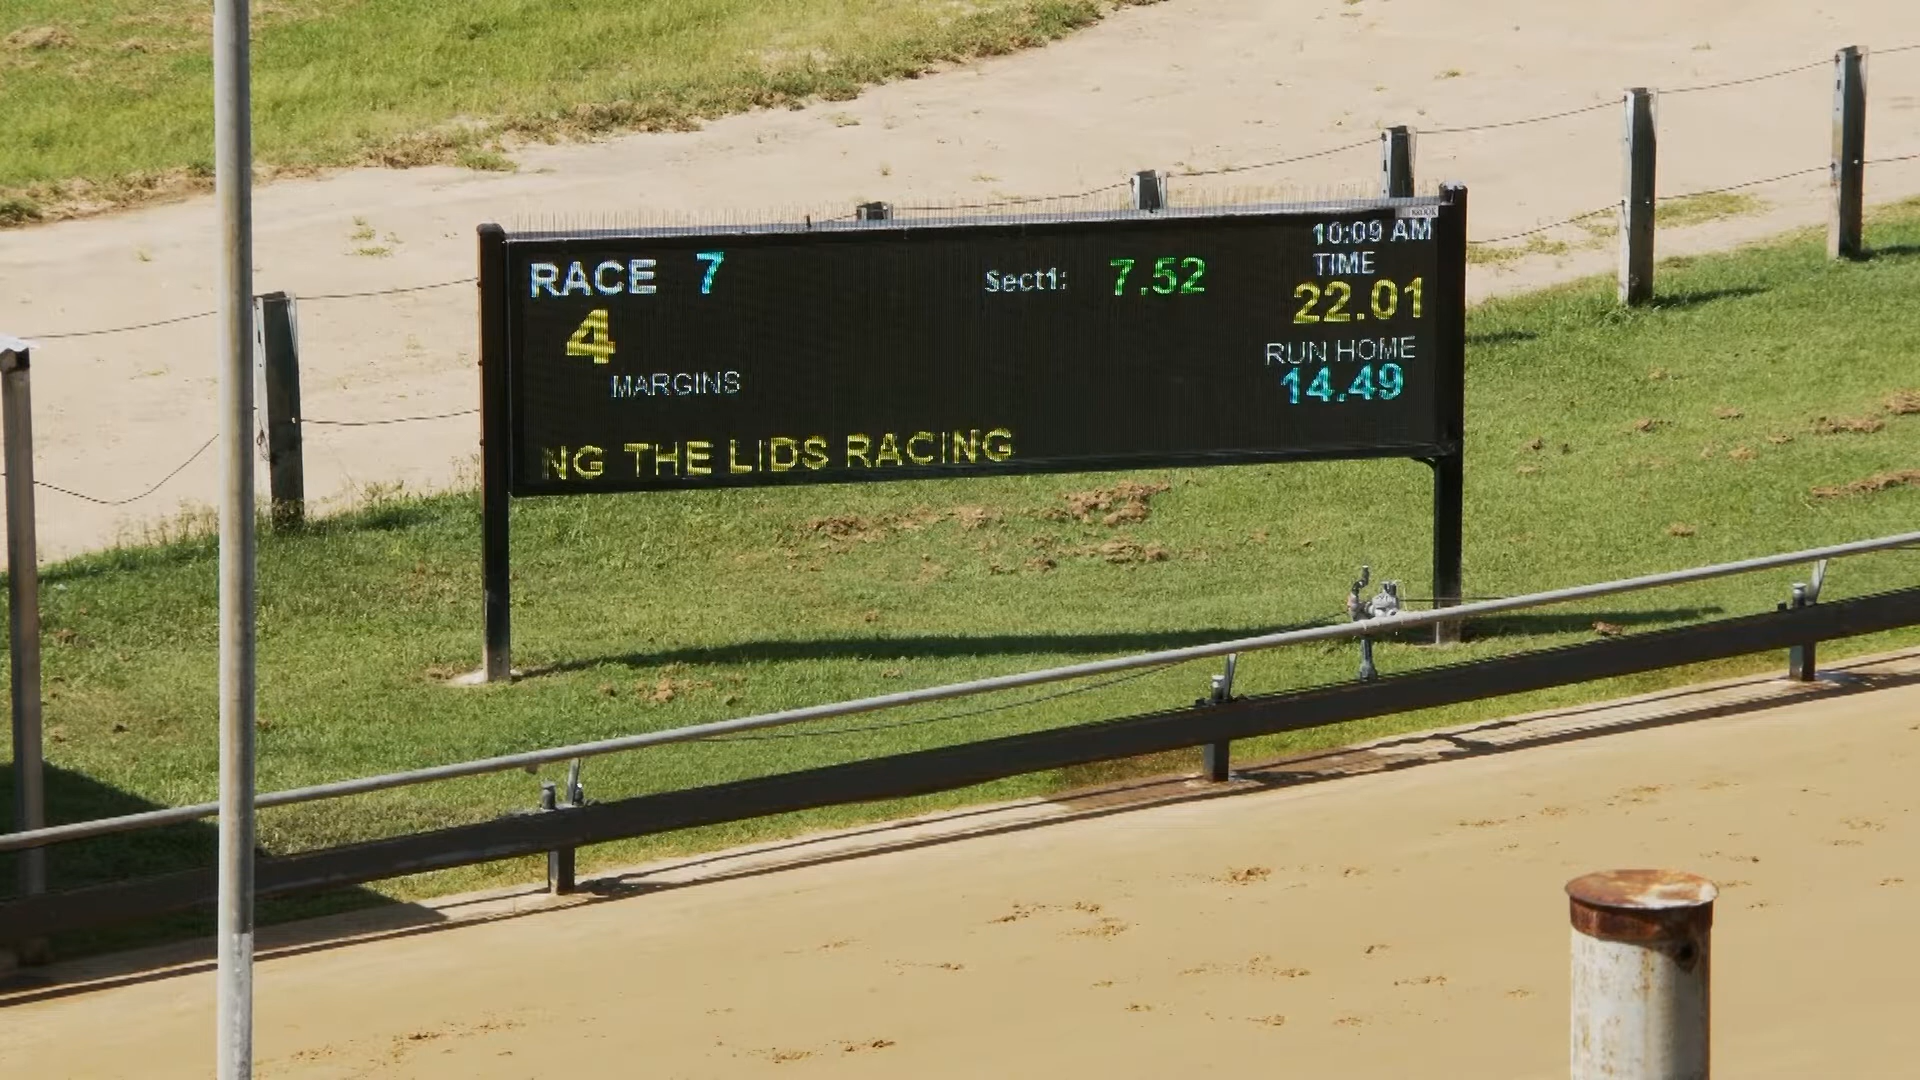 10:09 AM
RACE 7
Sect1: 7.52
TIME
22.01
4
RUN HOME
14.49
MARGINS
NG THE LIDS RACING